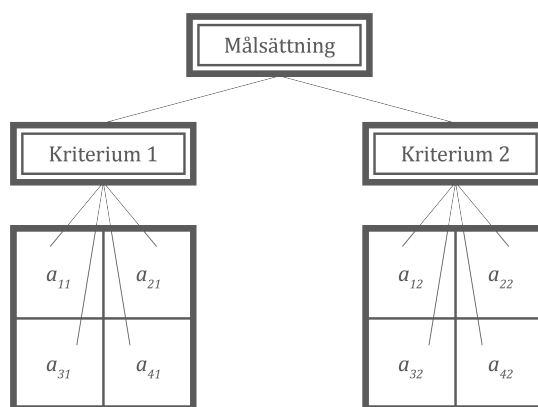 Målsättning
Kriterium 1
Kriterium 2
a₁₁ a₂₁
a₁₂ a₂₂
a₃₁ a₄₁
a₃₂ a₄₂